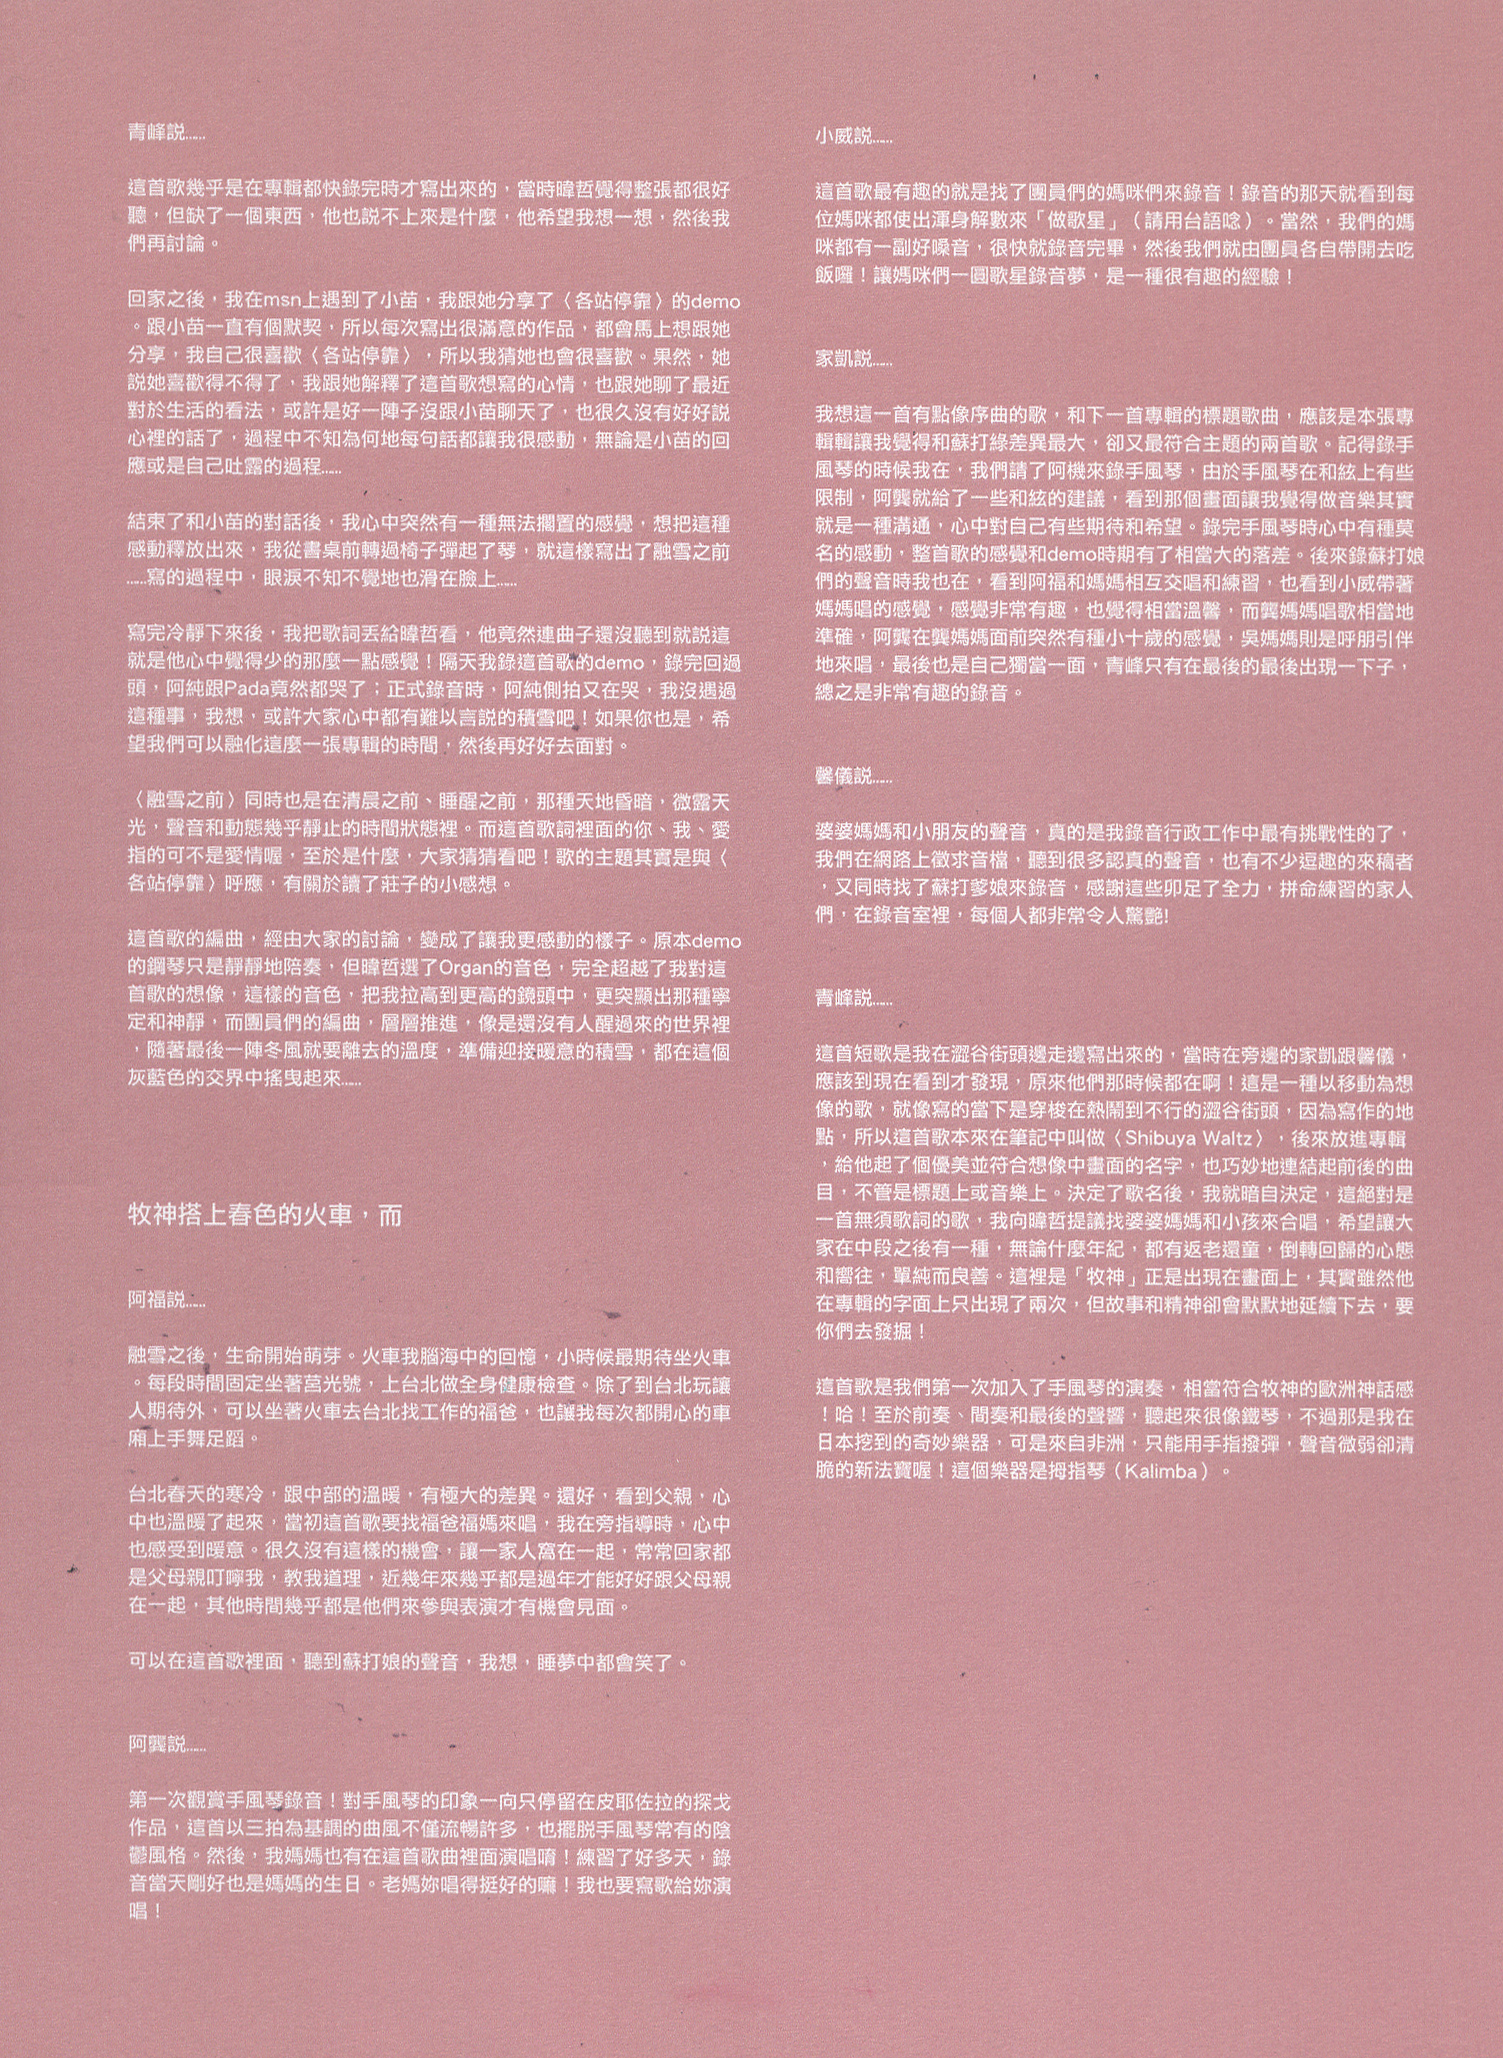 青峰說……
這首歌幾乎是在專輯都快錄完時才寫出來的，當時暐哲覺得整張都很好
聽，但缺了一個東西，他也說不上來是什麼，他希望我想一想，然後我
們再討論。
回家之後，我在msn上遇到了小苗，我跟她分享了〈各站停靠〉的demo
。跟小苗一直有個默契，所以每次寫出很滿意的作品，都會馬上想跟她
分享，我自己很喜歡〈各站停靠〉，所以我猜她也會很喜歡。果然，她
說她喜歡得不得了，我跟她解釋了這首歌想寫的心情，也跟她聊了最近
對於生活的看法，或許是好一陣子沒跟小苗聊天了，也很久沒有好好說
心裡的話了，過程中不知為何地每句話都讓我很感動，無論是小苗的回
應或是自己吐露的過程……
結束了和小苗的對話後，我心中突然有一種無法擱置的感覺，想把這種
感動釋放出來，我從書桌前轉過椅子彈起了琴，就這樣寫出了融雪之前
……寫的過程中，眼淚不知不覺地也滑在臉上……
寫完冷靜下來後，我把歌詞丟給暐哲看，他竟然連曲子還沒聽到就說這
就是他心中覺得少的那麼一點感覺！隔天我錄這首歌的demo，錄完回過
頭，阿純跟Pada竟然都哭了；正式錄音時，阿純側拍又在哭，我沒遇過
這種事，我想，或許大家心中都有難以言說的積雪吧！如果你也是，希
望我們可以融化這麼一張專輯的時間，然後再好好去面對。
〈融雪之前〉同時也是在清晨之前、睡醒之前，那種天地昏暗，微露天
光，聲音和動態幾乎靜止的時間狀態裡。而這首歌詞裡面的你、我、愛
指的可不是愛情喔，至於是什麼，大家猜猜看吧！歌的主題其實是與〈
各站停靠〉呼應，有關於讀了莊子的小感想。
這首歌的編曲，經由大家的討論，變成了讓我更感動的樣子。原本demo
的鋼琴只是靜靜地陪奏，但暐哲選了Organ的音色，完全超越了我對這
首歌的想像，這樣的音色，把我拉高到更高的鏡頭中，更突顯出那種寧
定和神靜，而團員們的編曲，層層推進，像是還沒有人醒過來的世界裡
，隨著最後一陣冬風就要離去的溫度，準備迎接暖意的積雪，都在這個
灰藍色的交界中搖曳起來……
牧神搭上春色的火車，而
阿福說……
融雪之後，生命開始萌芽。火車我腦海中的回憶，小時候最期待坐火車
。每段時間固定坐著莒光號，上台北做全身健康檢查。除了到台北玩讓
人期待外，可以坐著火車去台北找工作的福爸，也讓我每次都開心的車
廂上手舞足蹈。
台北春天的寒冷，跟中部的溫暖，有極大的差異。還好，看到父親，心
中也溫暖了起來，當初這首歌要找福爸福媽來唱，我在旁指導時，心中
也感受到暖意。很久沒有這樣的機會，讓一家人窩在一起，常常回家都
是父母親叮嚀我，教我道理，近幾年來幾乎都是過年才能好好跟父母親
在一起，其他時間幾乎都是他們來參與表演才有機會見面。
可以在這首歌裡面，聽到蘇打娘的聲音，我想，睡夢中都會笑了。
阿龔說……
第一次觀賞手風琴錄音！對手風琴的印象一向只停留在皮耶佐拉的探戈
作品，這首以三拍為基調的曲風不僅流暢許多，也擺脫手風琴常有的陰
鬱風格。然後，我媽媽也有在這首歌曲裡面演唱唷！練習了好多天，錄
音當天剛好也是媽媽的生日。老媽妳唱得挺好的嘛！我也要寫歌給妳演
唱！
小威說……
這首歌最有趣的就是找了團員們的媽咪們來錄音！錄音的那天就看到每
位媽咪都使出渾身解數來「做歌星」（請用台語唸）。當然，我們的媽
咪都有一副好嗓音，很快就錄音完畢，然後我們就由團員各自帶開去吃
飯囉！讓媽咪們一圓歌星錄音夢，是一種很有趣的經驗！
家凱說……
我想這一首有點像序曲的歌，和下一首專輯的標題歌曲，應該是本張專
輯輯讓我覺得和蘇打綠差異最大，卻又最符合主題的兩首歌。記得錄手
風琴的時候我在，我們請了阿機來錄手風琴，由於手風琴在和絃上有些
限制，阿龔就給了一些和絃的建議，看到那個畫面讓我覺得做音樂其實
就是一種溝通，心中對自己有些期待和希望。錄完手風琴時心中有種莫
名的感動，整首歌的感覺和demo時期有了相當大的落差。後來錄蘇打娘
們的聲音時我也在，看到阿福和媽媽相互交唱和練習，也看到小威帶著
媽媽唱的感覺，感覺非常有趣，也覺得相當溫馨，而龔媽媽唱歌相當地
準確，阿龔在龔媽媽面前突然有種小十歲的感覺，吳媽媽則是呼朋引伴
地來唱，最後也是自己獨當一面，青峰只有在最後的最後出現一下子，
總之是非常有趣的錄音。
馨儀說……
婆婆媽媽和小朋友的聲音，真的是我錄音行政工作中最有挑戰性的了，
我們在網路上徵求音檔，聽到很多認真的聲音，也有不少逗趣的來稿者
，又同時找了蘇打爹娘來錄音，感謝這些卯足了全力，拼命練習的家人
們，在錄音室裡，每個人都非常令人驚艷!
青峰說……
這首短歌是我在澀谷街頭邊走邊寫出來的，當時在旁邊的家凱跟馨儀，
應該到現在看到才發現，原來他們那時候都在啊！這是一種以移動為想
像的歌，就像寫的當下是穿梭在熱鬧到不行的澀谷街頭，因為寫作的地
點，所以這首歌本來在筆記中叫做〈Shibuya Waltz〉，後來放進專輯
，給他起了個優美並符合想像中畫面的名字，也巧妙地連結起前後的曲
目，不管是標題上或音樂上。決定了歌名後，我就暗自決定，這絕對是
一首無須歌詞的歌，我向暐哲提議找婆婆媽媽和小孩來合唱，希望讓大
家在中段之後有一種，無論什麼年紀，都有返老還童，倒轉回歸的心態
和嚮往，單純而良善。這裡是「牧神」正是出現在畫面上，其實雖然他
在專輯的字面上只出現了兩次，但故事和精神卻會默默地延續下去，要
你們去發掘！
這首歌是我們第一次加入了手風琴的演奏，相當符合牧神的歐洲神話感
！哈！至於前奏、間奏和最後的聲響，聽起來很像鐵琴，不過那是我在
日本挖到的奇妙樂器，可是來自非洲，只能用手指撥彈，聲音微弱卻清
脆的新法寶喔！這個樂器是拇指琴（Kalimba）。